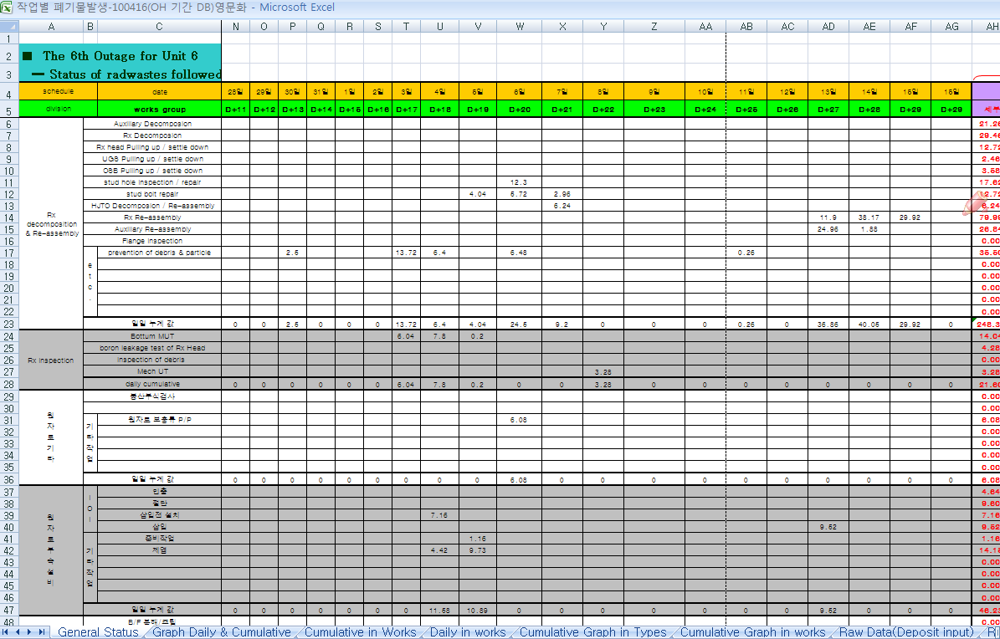 작업별 폐기물발생-100416(OH 기간 DB)영문화 - Microsoft Excel
A B C N O P Q R S T U V W X Y Z AA AB AC AD AE AF AG AH
1
2 ■ The 6th Outage for Unit 6
3 — Status of radwastes followed
4 schedule date 28일 29일 30일 31일 1일 2일 3일 4일 5일 6일 7일 8일 9일 10일 11일 12일 13일 14일 15일 15일
5 division works group D+11 D+12 D+13 D+14 D+15 D+16 D+17 D+18 D+19 D+20 D+21 D+22 D+23 D+24 D+25 D+26 D+27 D+28 D+29 D+29 세부
6 Auxiliary Decomposion 21.26
7 Rx Decomposion 29.46
8 Rx head Pulling up / settle down 12.72
9 UGS Pulling up / settle down 2.46
10 OBB Pulling up / settle down 3.58
11 stud hole inspection / repair 12.3 17.62
12 stud bolt repair 4.04 5.72 2.96 12.72
13 HJTO Decomposion / Re-assembly 6.24 6.24
14 Rx decomposition & Re-assembly Rx Re-assembly 11.9 38.17 29.92 79.99
15 Auxiliary Re-assembly 24.96 1.88 26.84
16 Flange inspection 0.00
17 etc. prevention of debris & particle 2.5 13.72 6.4 6.48 0.26 35.50
18 0.00
19 0.00
20 0.00
21 0.00
22 0.00
23 일일 누계 값 0 0 2.5 0 0 0 13.72 6.4 4.04 24.5 9.2 0 0 0 0.26 0 36.86 40.05 29.92 0 248.3
24 Bottum MUT 6.04 7.8 0.2 14.04
25 boron leakage test of Rx Head 4.28
26 Rx inspection inspection of debris 0.00
27 Mech UT 3.28 3.28
28 daily cumulative 0 0 0 0 0 0 6.04 7.8 0.2 0 0 3.28 0 0 0 0 0 0 0 0 21.60
29 붕산부식검사 0.00
30 0.00
31 원자로기타 기타작업 원자로 보충류 P/P 6.08 6.08
32 0.00
33 0.00
34 0.00
35 0.00
36 일일 누계 값 0 0 0 0 0 0 0 0 0 6.08 0 0 0 0 0 0 0 0 0 0 6.08
37 원자로부속설비 ICI 인출 4.64
38 절단 9.60
39 삽입전 설치 7.16 7.16
40 삽입 9.52 9.52
41 기타작업 준비작업 1.16 1.16
42 제염 4.42 9.73 14.15
43 0.00
44 0.00
45 0.00
46 0.00
47 일일 누계 값 0 0 0 0 0 0 0 11.58 10.89 0 0 0 0 0 0 0 9.52 0 0 0 46.23
48 B/F 분해/조립 0.00
General Status Graph Daily & Cumulative Cumulative in Works Daily in works Cumulative Graph in Types Cumulative Graph in works Raw Data(Deposit input)